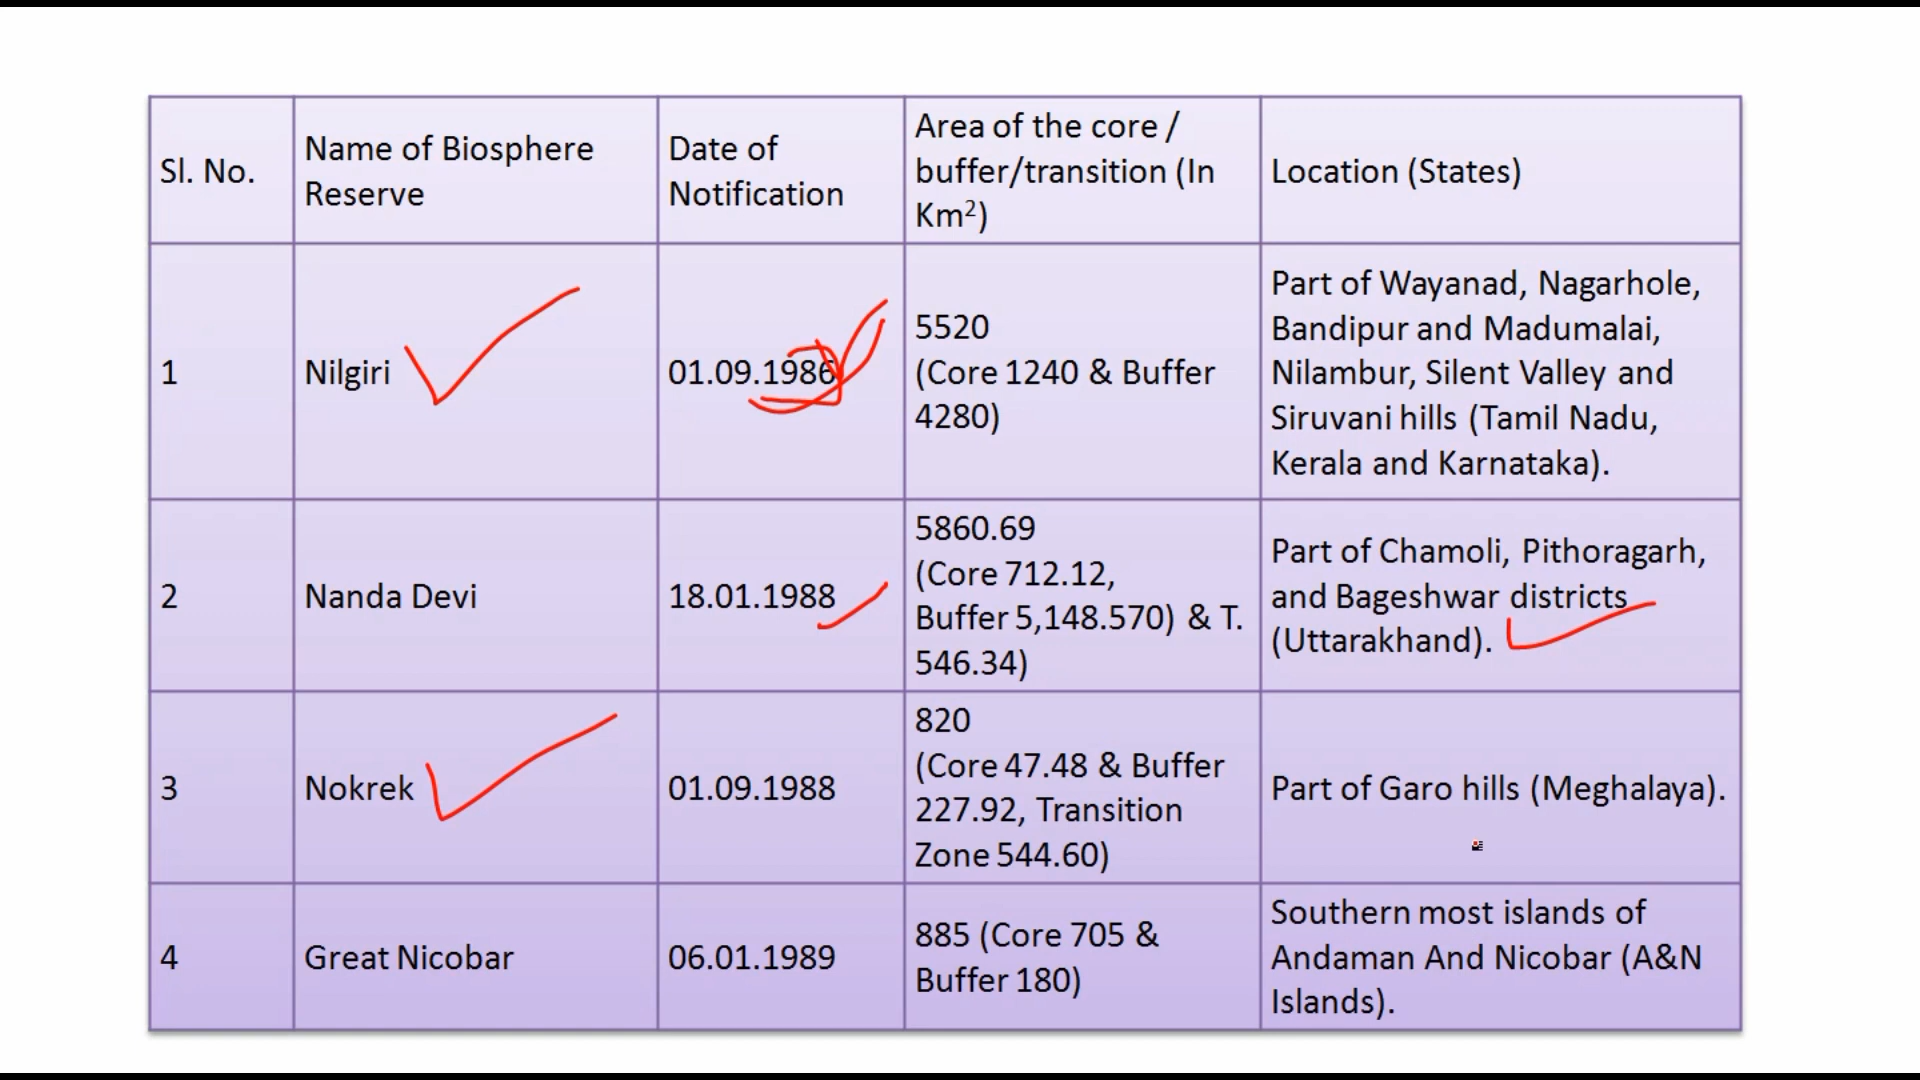 Sl. No.
Name of Biosphere
Reserve
Date of
Notification
Area of the core /
buffer/transition (In
Km²)
Location (States)
1
Nilgiri
01.09.1986
5520
(Core 1240 & Buffer
4280)
Part of Wayanad, Nagarhole,
Bandipur and Madumalai,
Nilambur, Silent Valley and
Siruvani hills (Tamil Nadu,
Kerala and Karnataka).
2
Nanda Devi
18.01.1988
5860.69
(Core 712.12,
Buffer 5,148.570) & T.
546.34)
Part of Chamoli, Pithoragarh,
and Bageshwar districts
(Uttarakhand).
3
Nokrek
01.09.1988
820
(Core 47.48 & Buffer
227.92, Transition
Zone 544.60)
Part of Garo hills (Meghalaya).
4
Great Nicobar
06.01.1989
885 (Core 705 &
Buffer 180)
Southern most islands of
Andaman And Nicobar (A&N
Islands).